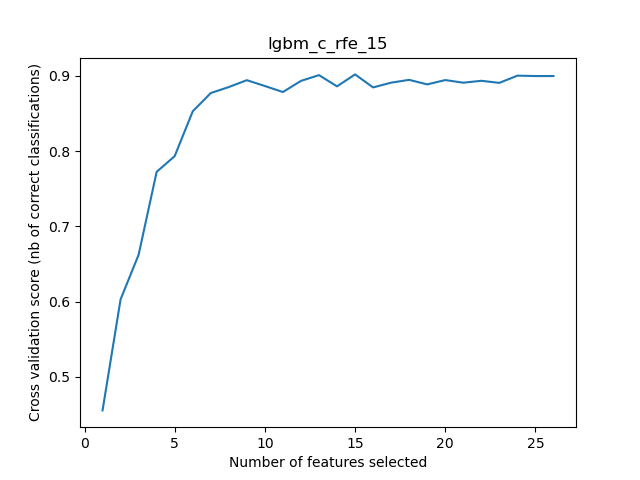 lgbm_c_rfe_15
Cross validation score (nb of correct classifications)
0.9
0.8
0.7
0.6
0.5
0 5 10 15 20 25
Number of features selected